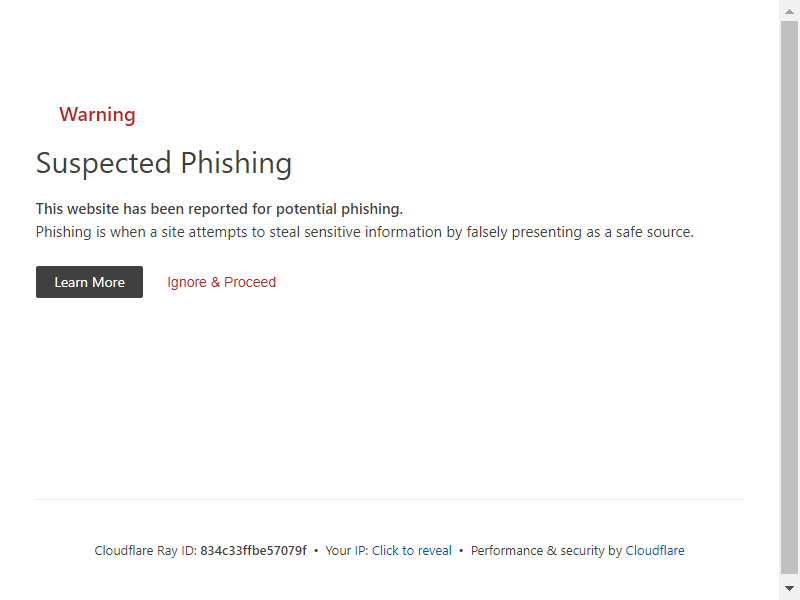 Warning
Suspected Phishing
This website has been reported for potential phishing.
Phishing is when a site attempts to steal sensitive information by falsely presenting as a safe source.
Learn More Ignore & Proceed
Cloudflare Ray ID: 834c33ffbe57079f • Your IP: Click to reveal • Performance & security by Cloudflare